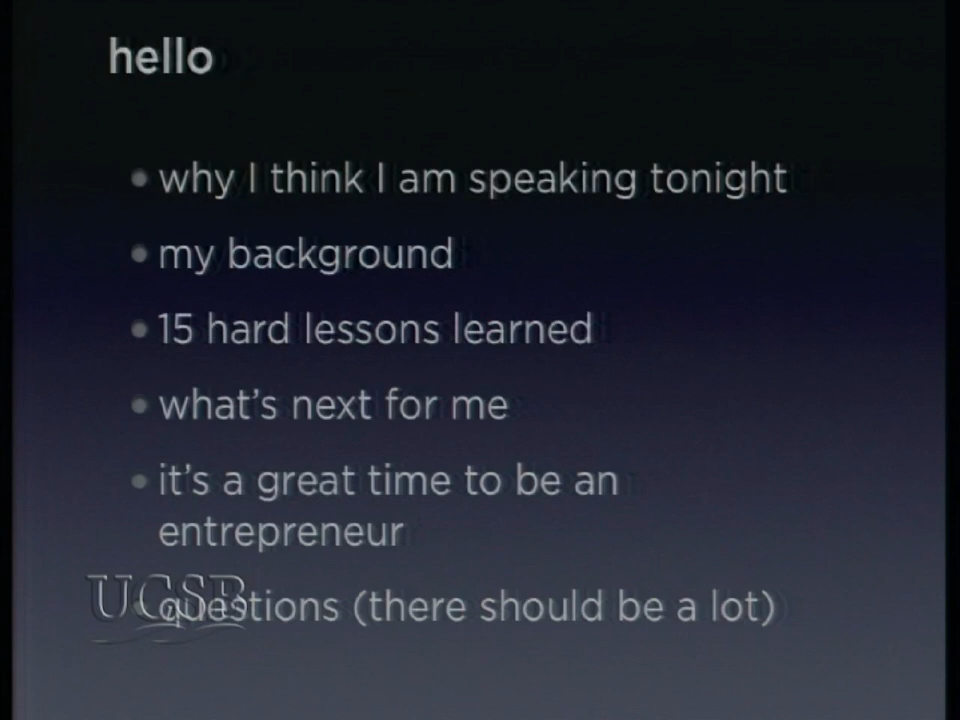 hello
• why I think I am speaking tonight
• my background
• 15 hard lessons learned
• what's next for me
• it's a great time to be an
entrepreneur
• questions (there should be a lot)
UCSB